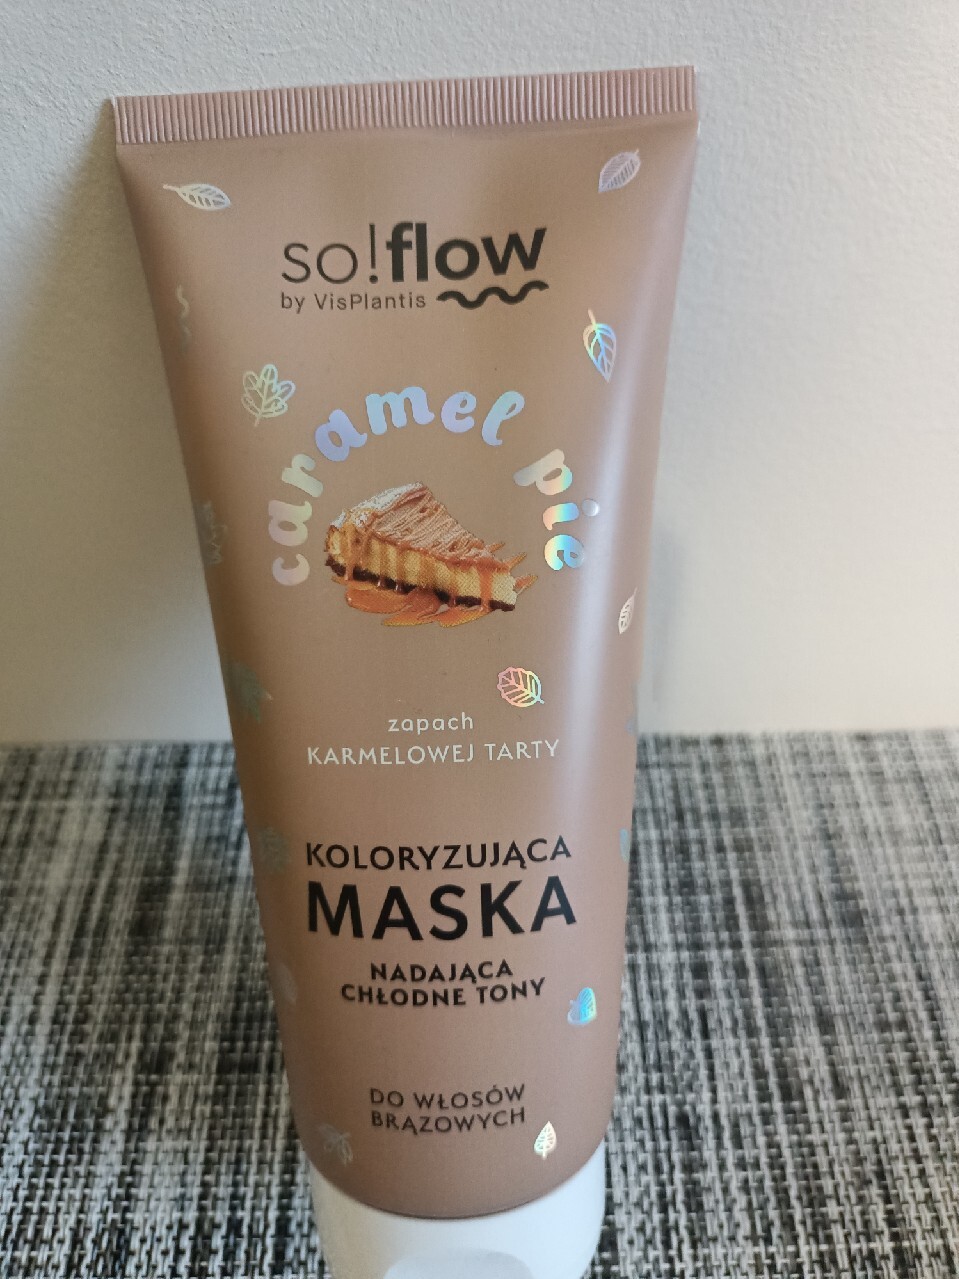 so!flow
by VisPlantis
caramel pie
zapach
KARMELOWEJ TARTY
KOLORYZUJĄCA
MASKA
NADAJĄCA
CHŁODNE TONY
DO WŁOSÓW
BRĄZOWYCH